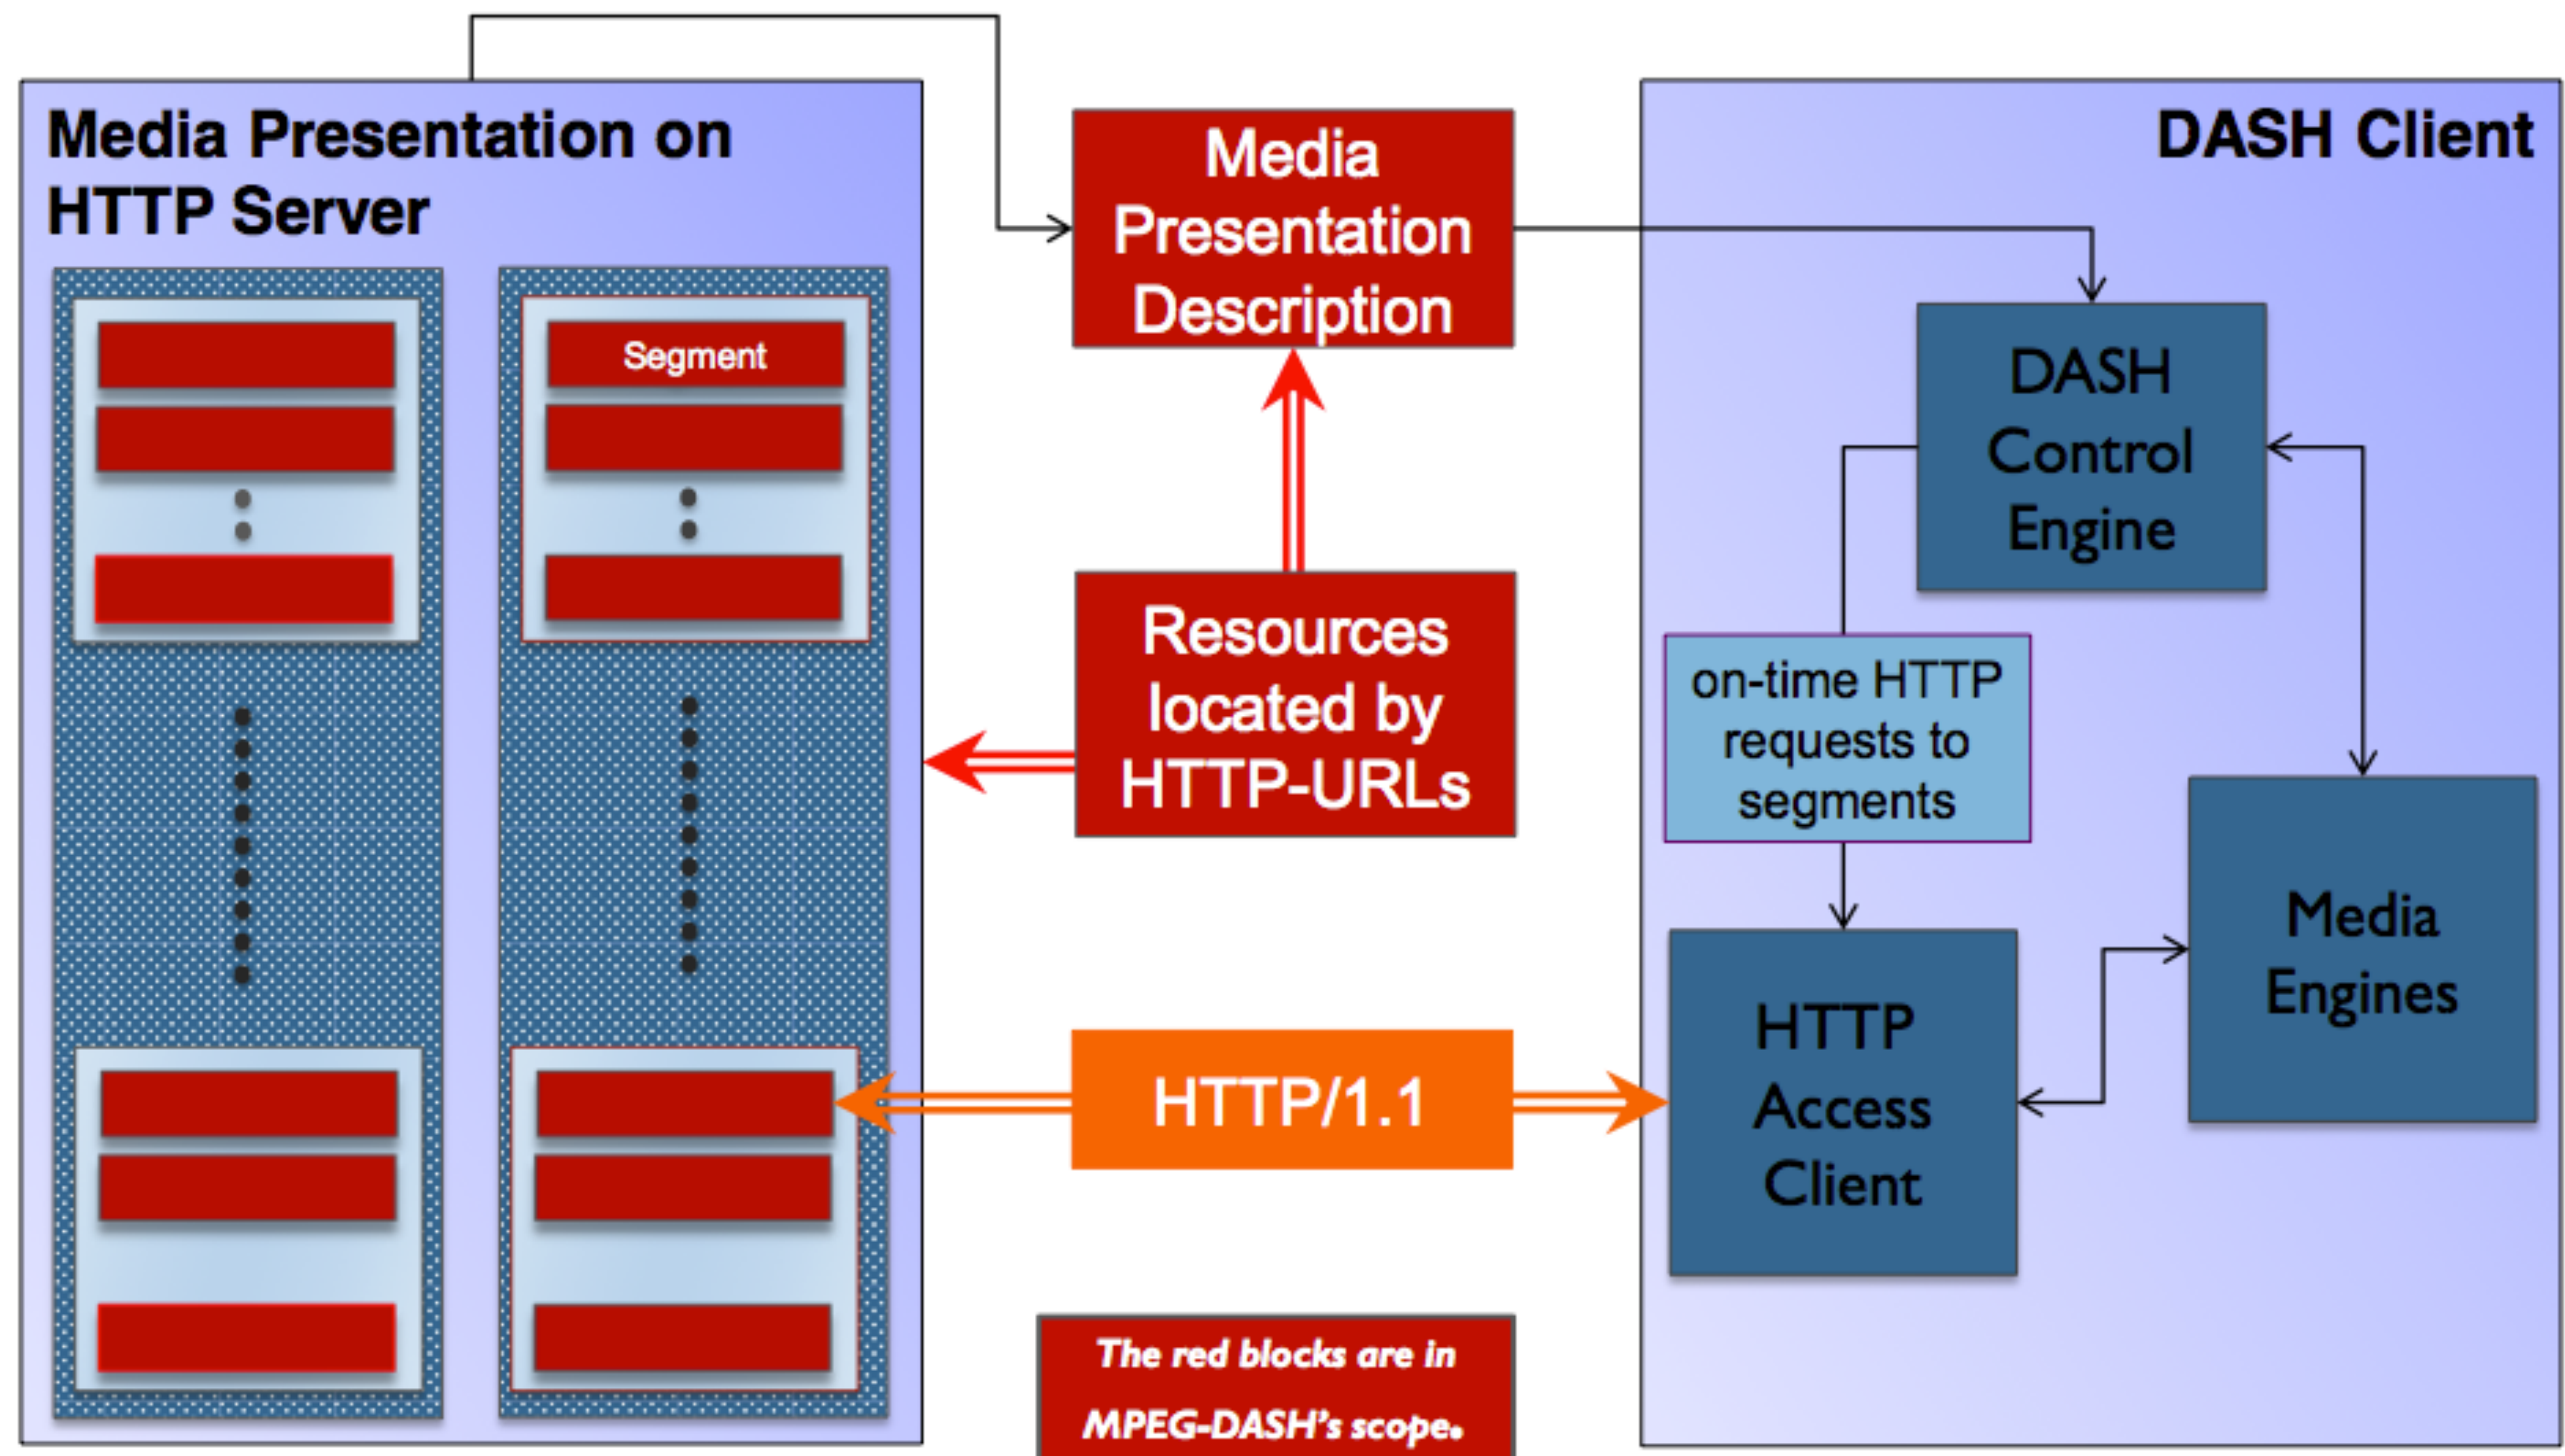 Media Presentation on
HTTP Server
Segment
Media
Presentation
Description
Resources
located by
HTTP-URLs
HTTP/1.1
The red blocks are in
MPEG-DASH's scope.
DASH Client
DASH
Control
Engine
on-time HTTP
requests to
segments
HTTP
Access
Client
Media
Engines